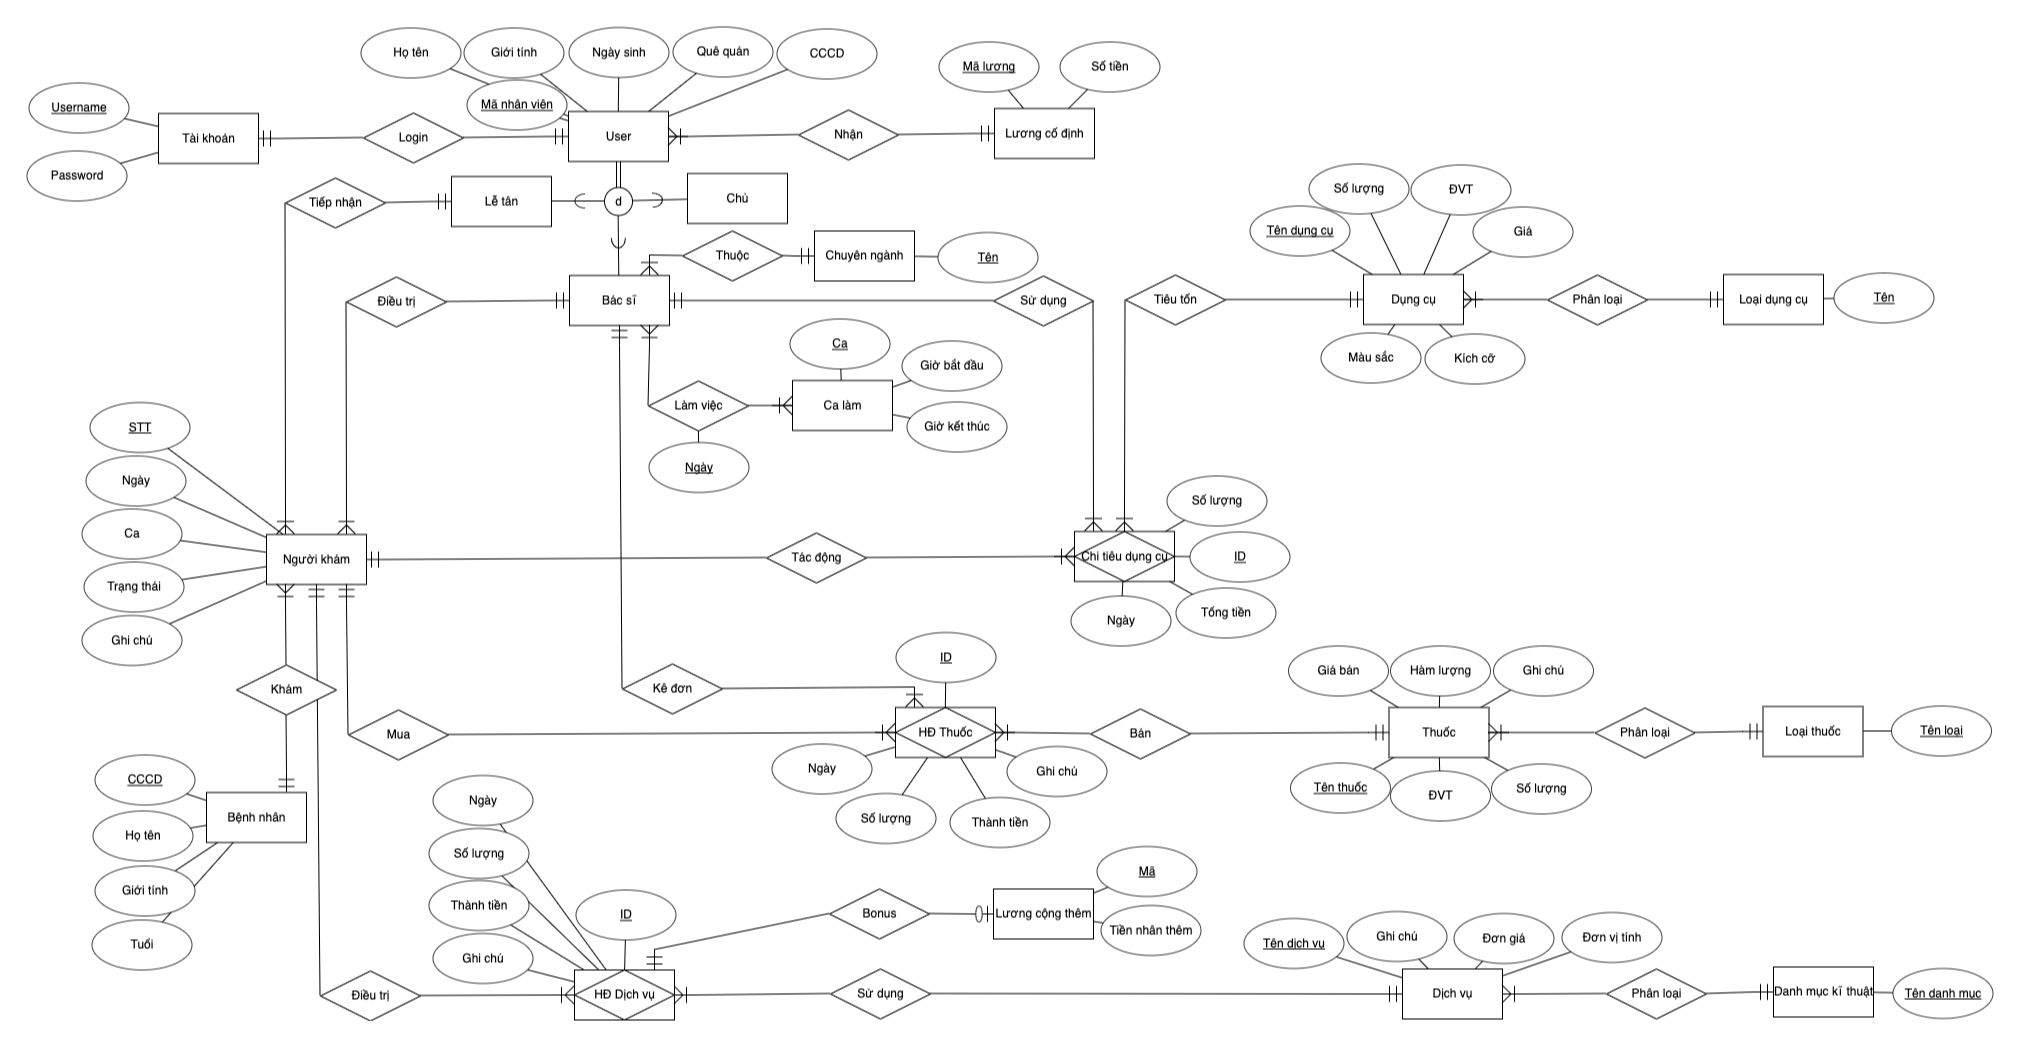 Họ tên
Giới tính
Ngày sinh
Quê quán
CCCD
Mã lương
Số tiền
Username
Mã nhân viên
Tài khoản
Login
User
Nhận
Lương cố định
Password
Tiếp nhận
Lễ tân
d
Chủ
Số lượng
ĐVT
Tên dụng cu
Giá
Thuộc
Chuyên ngành
Tên
Điều trị
Bác sĩ
Sử dụng
Tiêu tốn
Dụng cụ
Phân loại
Loại dụng cụ
Tên
Ca
Giờ bắt đầu
Màu sắc
Kích cỡ
Làm việc
Ca làm
Giờ kết thúc
STT
Ngày
Ngày
Số lượng
Ca
Người khám
Tác động
Chi tiêu dụng cụ
ID
Trạng thái
Ngày
Tổng tiền
Ghi chú
ID
Giá bán
Hàm lượng
Ghi chú
Khám
Kê đơn
Mua
HĐ Thuốc
Bán
Thuốc
Phân loại
Loại thuốc
Tên loại
CCCD
Ngày
Ghi chú
Tên thuốc
ĐVT
Số lượng
Ngày
Bệnh nhân
Số lượng
Thành tiền
Họ tên
Số lượng
Mã
Giới tính
Thành tiền
ID
Bonus
Lương cộng thêm
Tiền nhân thêm
Tuổi
Ghi chú
Tên dịch vụ
Ghi chú
Đơn giá
Đơn vị tính
Điều trị
HĐ Dịch vụ
Sử dụng
Dịch vụ
Phân loại
Danh mục kĩ thuật
Tên danh mục